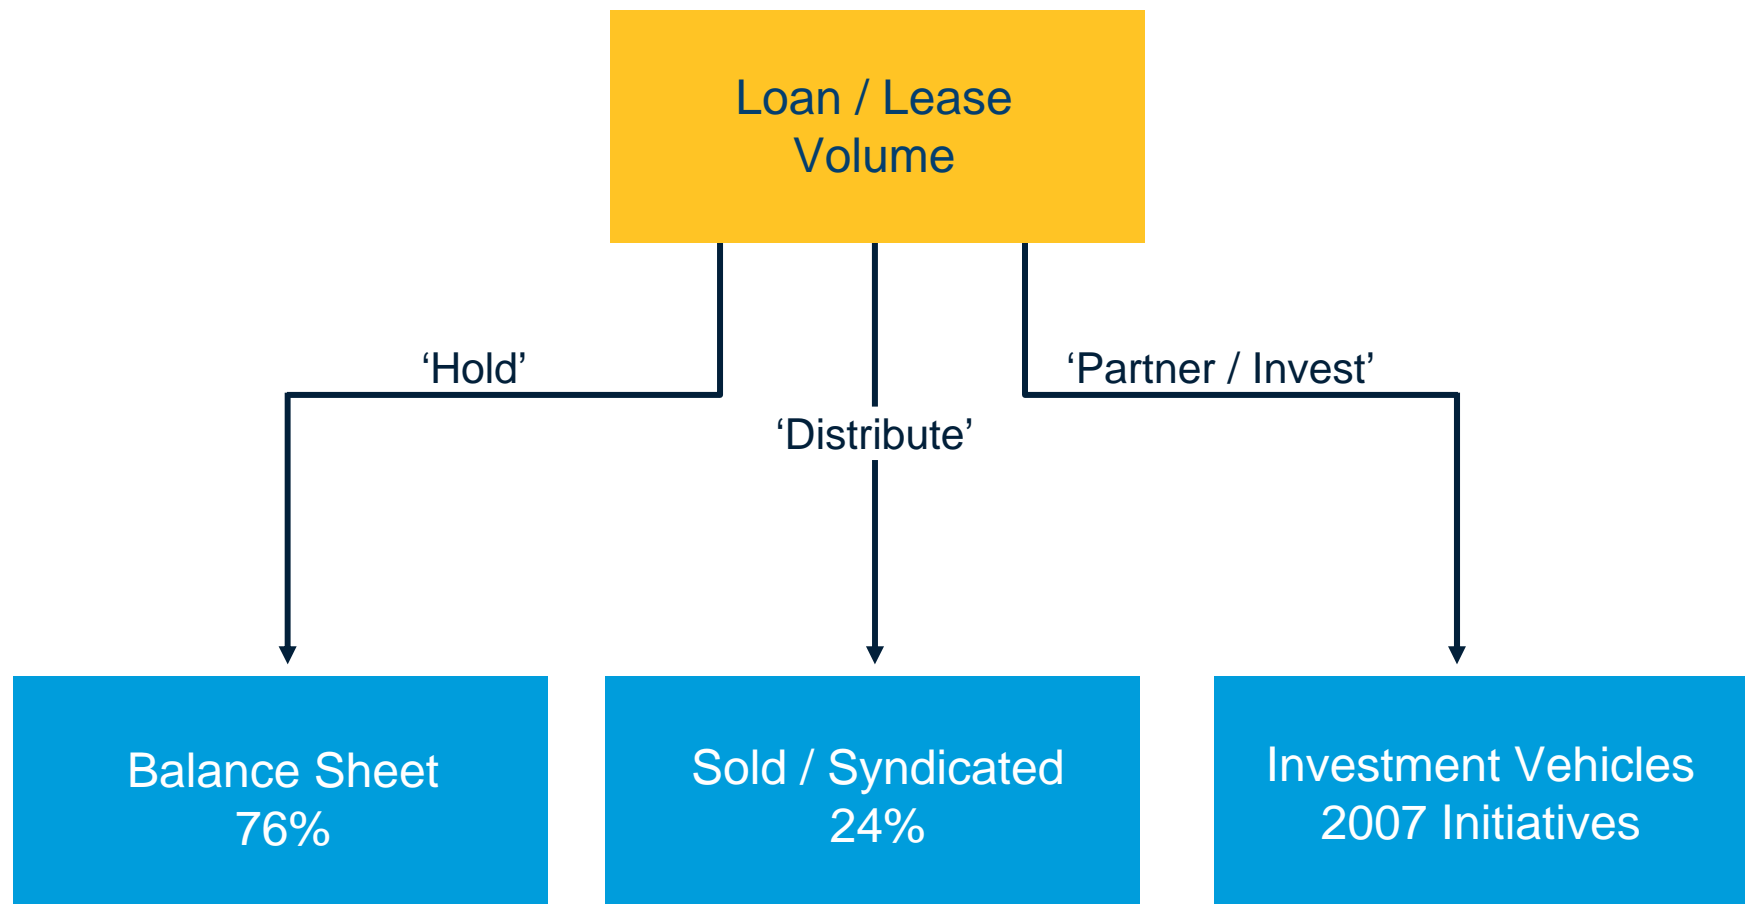 Loan / Lease
Volume
‘Hold’
‘Partner / Invest’
‘Distribute’
Balance Sheet
76%
Sold / Syndicated
24%
Investment Vehicles
2007 Initiatives